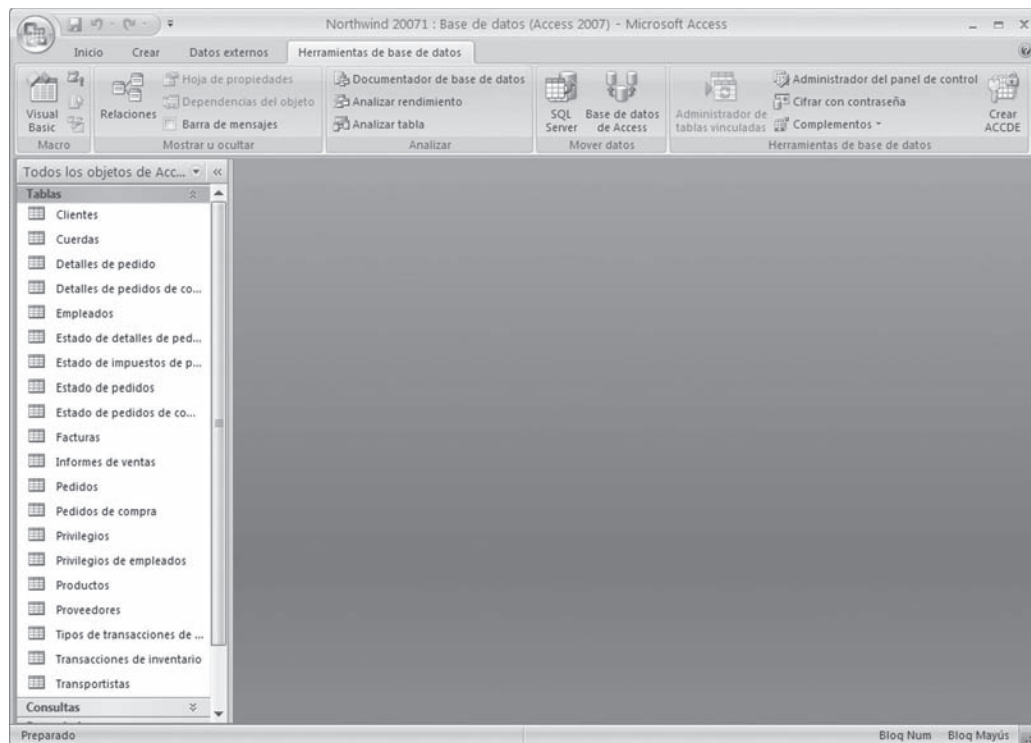 Northwind 20071 : Base de datos (Access 2007) - Microsoft Access
Inicio Crear Datos externos Herramientas de base de datos
Visual Basic
Macro
Relaciones
Hoja de propiedades
Dependencias del objeto
Barra de mensajes
Mostrar u ocultar
Documentador de base de datos
Analizar rendimiento
Analizar tabla
Analizar
SQL Server
Base de datos de Access
Mover datos
Administrador de tablas vinculadas
Administrador del panel de control
Cifrar con contraseña
Complementos
Crear ACCDE
Herramientas de base de datos
Todos los objetos de Acc...
Tablas
Clientes
Cuerdas
Detalles de pedido
Detalles de pedidos de co...
Empleados
Estado de detalles de ped...
Estado de impuestos de p...
Estado de pedidos
Estado de pedidos de co...
Facturas
Informes de ventas
Pedidos
Pedidos de compra
Privilegios
Privilegios de empleados
Productos
Proveedores
Tipos de transacciones de ...
Transacciones de inventario
Transportistas
Consultas
Preparado
Bloq Num Bloq Mayús